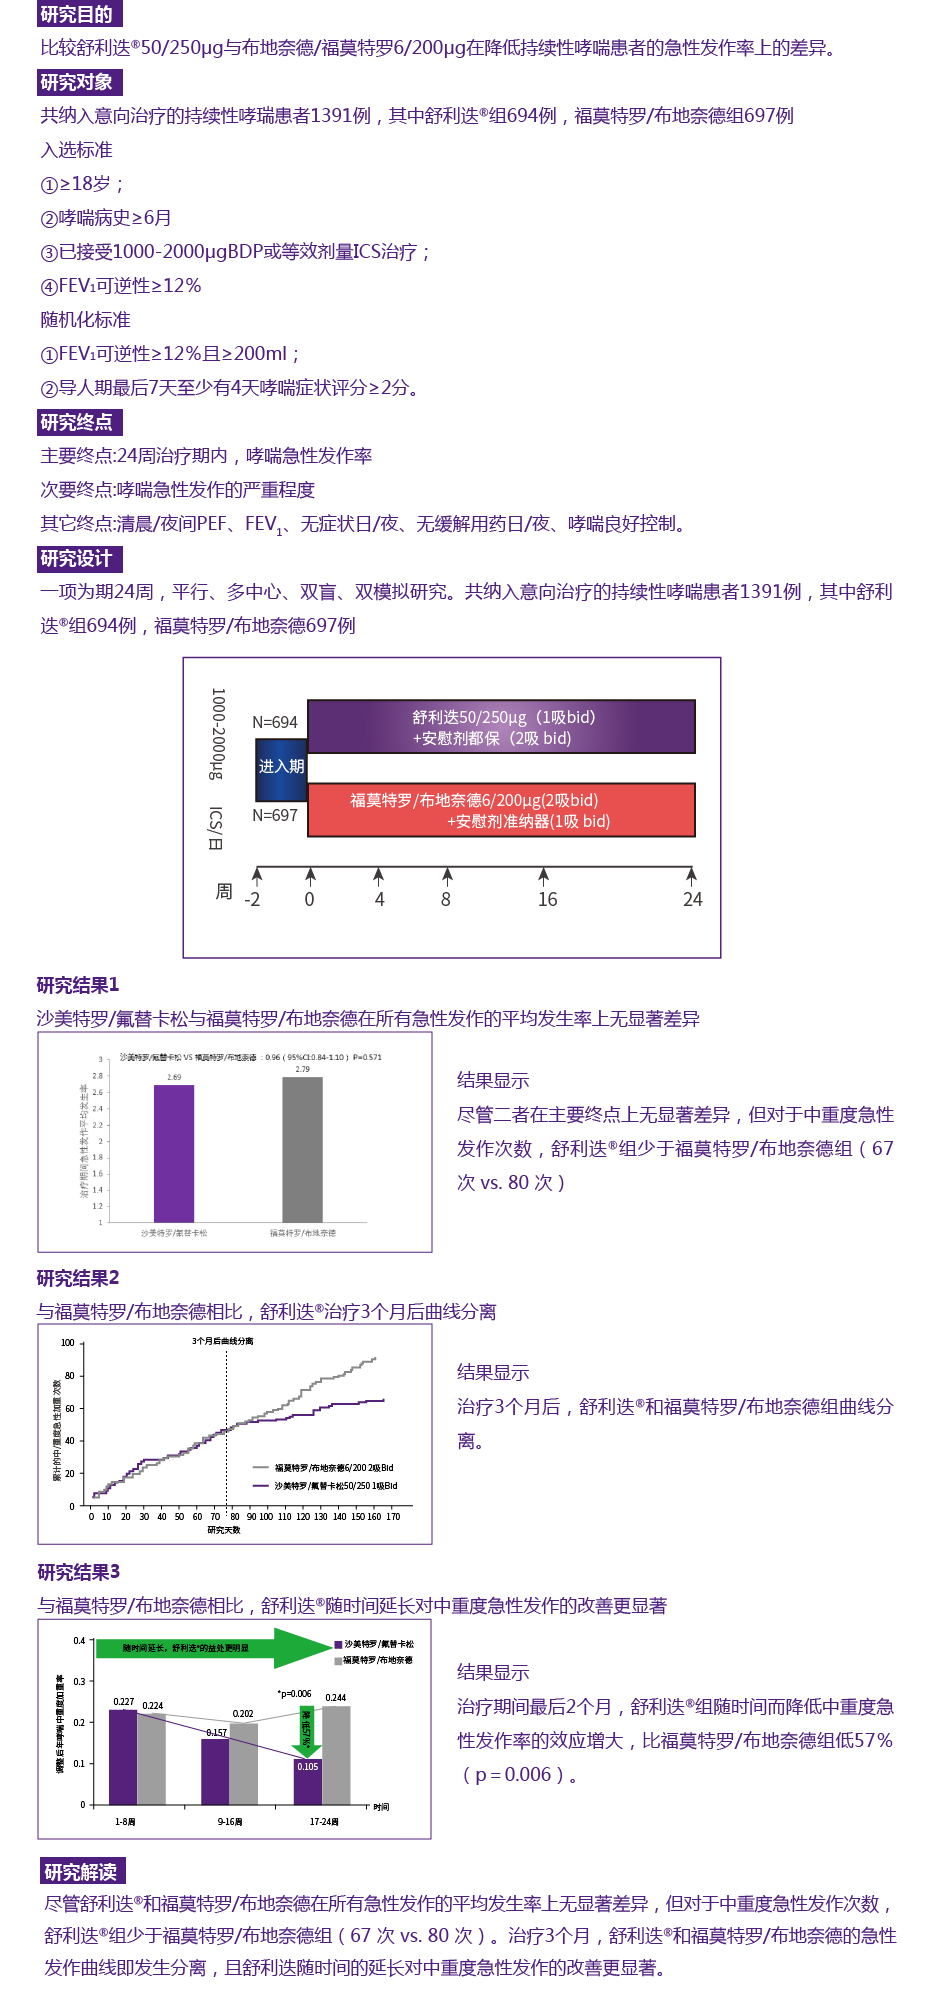 研究目的
比较舒利迭®50/250μg与布地奈德/福莫特罗6/200μg在降低持续性哮喘患者的急性发作率上的差异。
研究对象
共纳入意向治疗的持续性哮喘患者1391例，其中舒利迭®组694例，福莫特罗/布地奈德组697例
入选标准
①≥18岁；
②哮喘病史≥6月
③已接受1000-2000μgBDP或等效剂量ICS治疗；
④FEV₁可逆性≥12%
随机化标准
①FEV₁可逆性≥12%且≥200ml；
②导人期最后7天至少有4天哮喘症状评分≥2分。
研究终点
主要终点:24周治疗期内，哮喘急性发作率
次要终点:哮喘急性发作的严重程度
其它终点:清晨/夜间PEF、FEV₁、无症状日/夜、无缓解用药日/夜、哮喘良好控制。
研究设计
一项为期24周，平行、多中心、双盲、双模拟研究。共纳入意向治疗的持续性哮喘患者1391例，其中舒利
迭®组694例，福莫特罗/布地奈德697例
1000-2000μg ICS/日
N=694
进入期
N=697
舒利迭50/250μg（1吸bid）
+安慰剂都保（2吸 bid)
福莫特罗/布地奈德6/200μg(2吸bid)
+安慰剂准纳器(1吸 bid)
周 -2 0 4 8 16 24
研究结果1
沙美特罗/氟替卡松与福莫特罗/布地奈德在所有急性发作的平均发生率上无显著差异
沙美特罗/氟替卡松 VS 福莫特罗/布地奈德：0.96（95%CI:0.84-1.10）P=0.571
治疗期间急性发作平均发生率
3
2.8
2.6
2.4
2.2
2
1.8
1.6
1.4
1.2
1
2.69
2.79
沙美特罗/氟替卡松 福莫特罗/布地奈德
结果显示
尽管二者在主要终点上无显著差异，但对于中重度急性
发作次数，舒利迭®组少于福莫特罗/布地奈德组（67
次 vs. 80 次）
研究结果2
与福莫特罗/布地奈德相比，舒利迭®治疗3个月后曲线分离
3个月后曲线分离
累计的中/重度急性加重次数
100
80
60
40
20
0
福莫特罗/布地奈德6/200 2吸Bid
沙美特罗/氟替卡松50/250 1吸Bid
0 10 20 30 40 50 60 70 80 90 100 110 120 130 140 150 160 170
研究天数
结果显示
治疗3个月后，舒利迭®和福莫特罗/布地奈德组曲线分
离。
研究结果3
与福莫特罗/布地奈德相比，舒利迭®随时间延长对中重度急性发作的改善更显著
随时间延长，舒利迭®的益处更明显
沙美特罗/氟替卡松
福莫特罗/布地奈德
调整后年哮喘中重度加重率
0.4
0.3
0.2
0.1
0
0.227
0.224
0.157
0.202
*p=0.006
降低57%*
0.105
0.244
1-8周 9-16周 17-24周
时间
结果显示
治疗期间最后2个月，舒利迭®组随时间而降低中重度急
性发作率的效应增大，比福莫特罗/布地奈德组低57%
（p＝0.006）。
研究解读
尽管舒利迭®和福莫特罗/布地奈德在所有急性发作的平均发生率上无显著差异，但对于中重度急性发作次数，
舒利迭®组少于福莫特罗/布地奈德组（67 次 vs. 80 次）。治疗3个月，舒利迭®和福莫特罗/布地奈德的急性
发作曲线即发生分离，且舒利迭随时间的延长对中重度急性发作的改善更显著。